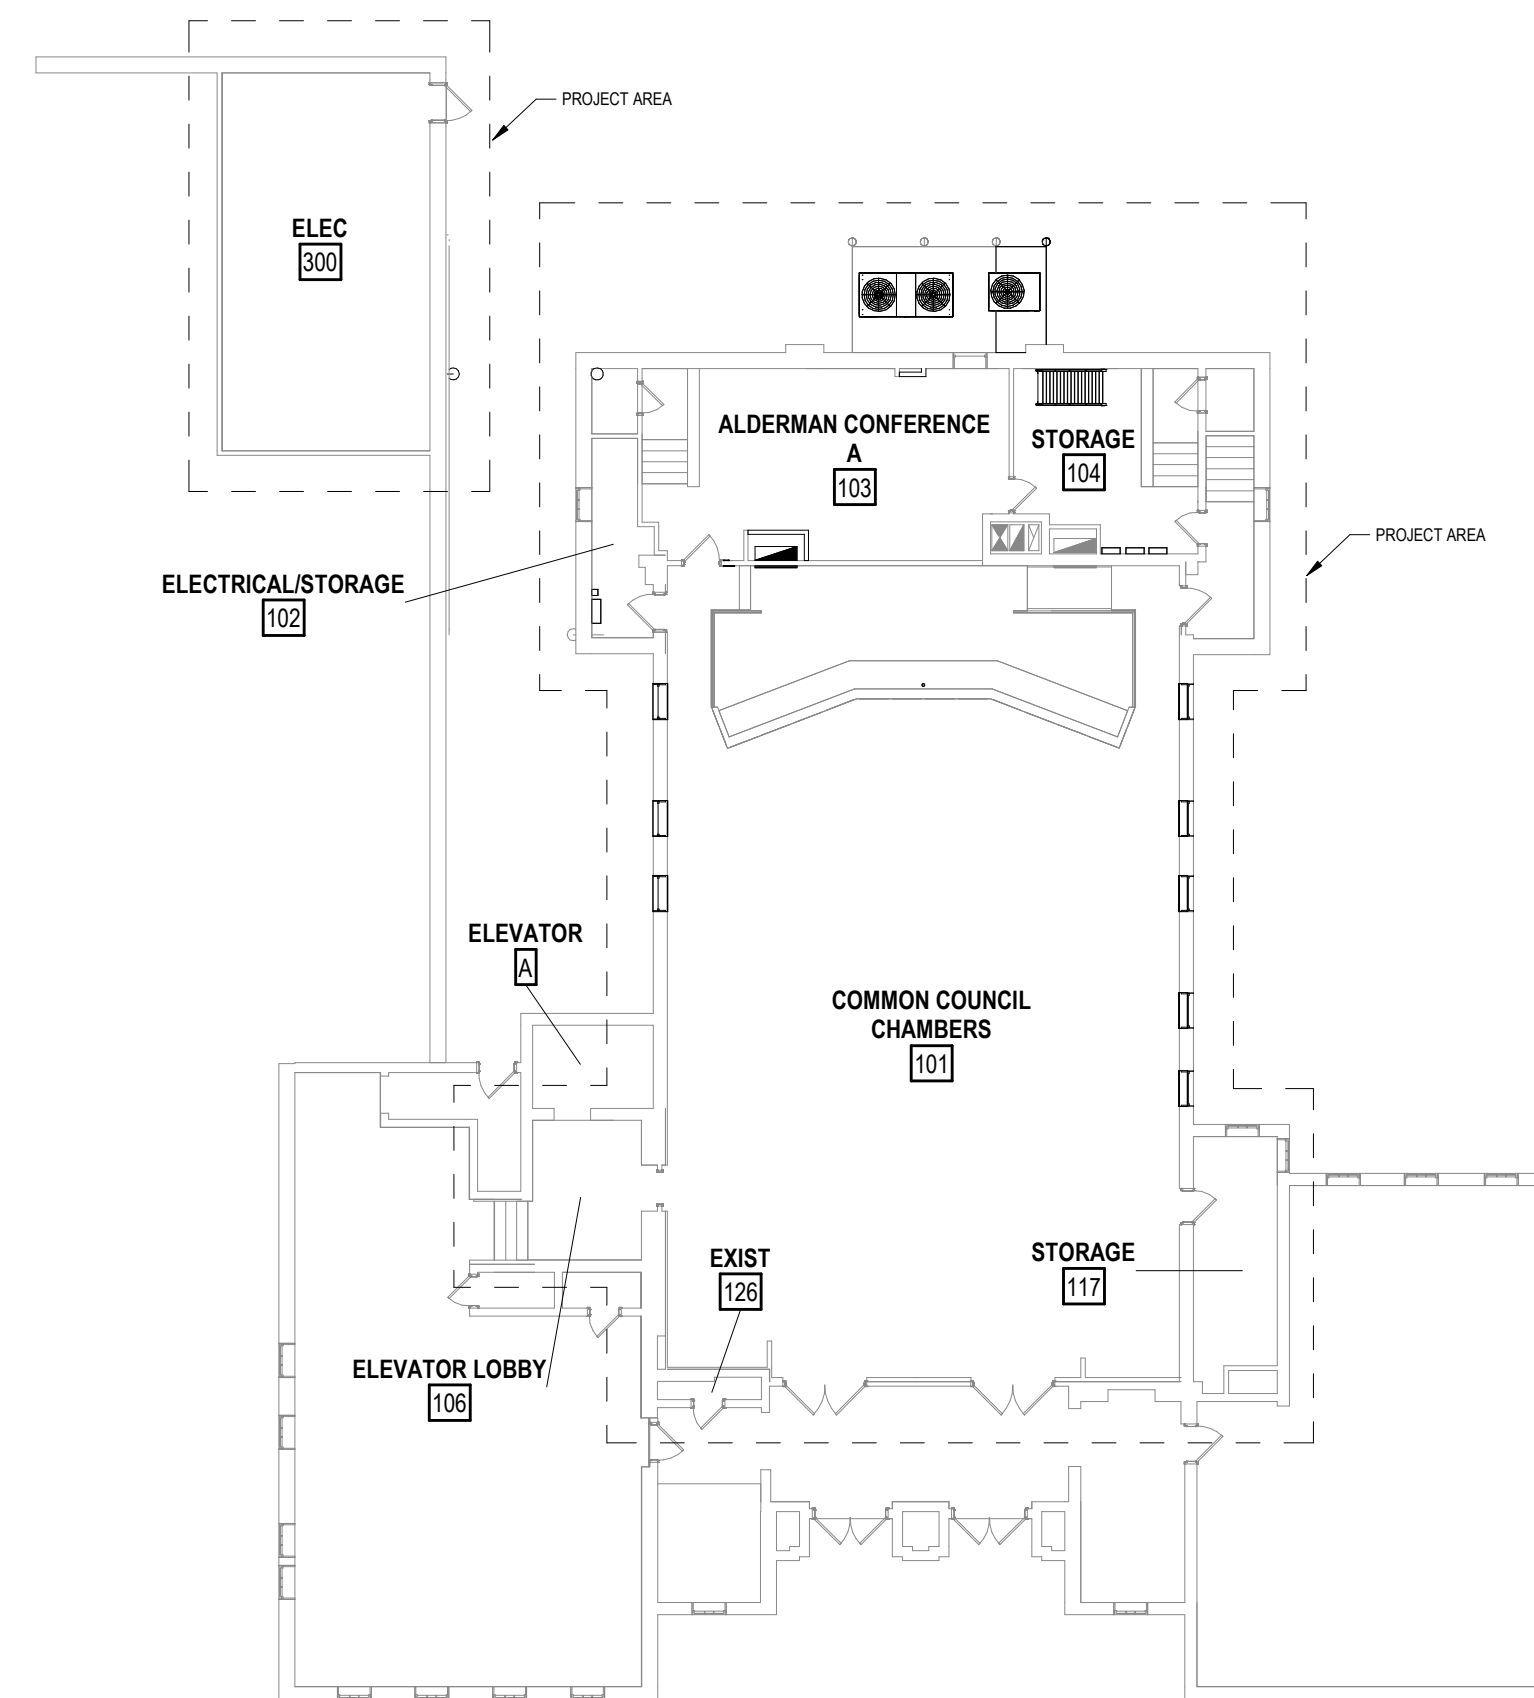 PROJECT AREA
ELEC
300
ALDERMAN CONFERENCE
A
103
STORAGE
104
PROJECT AREA
ELECTRICAL/STORAGE
102
ELEVATOR
A
COMMON COUNCIL
CHAMBERS
101
EXIST
126
STORAGE
117
ELEVATOR LOBBY
106